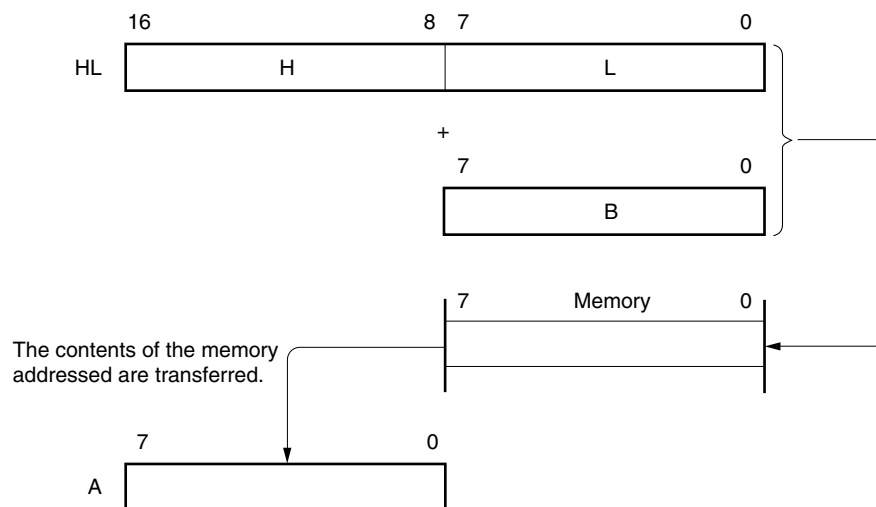 16 8 7 0
HL H L
+
7 0
B
7 Memory 0
The contents of the memory
addressed are transferred.
7 0
A